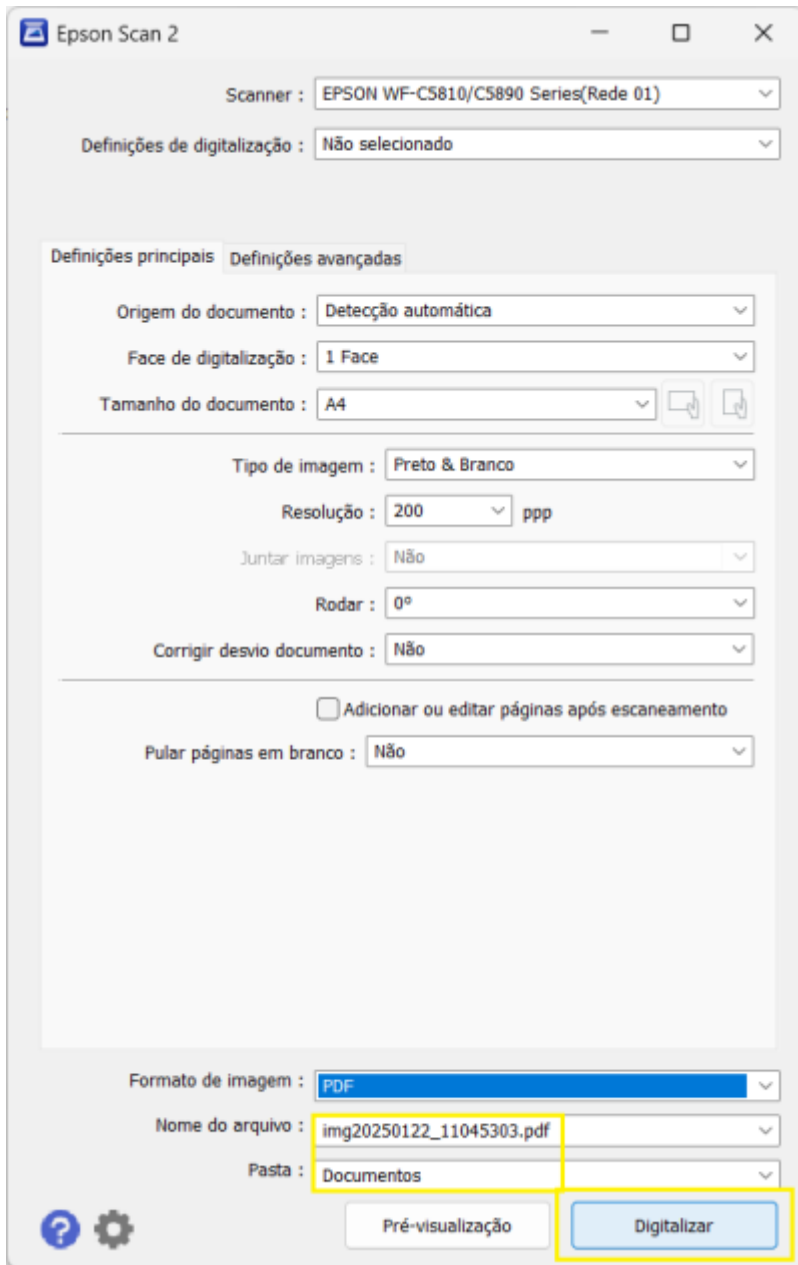 Epson Scan 2
Scanner : EPSON WF-C5810/C5890 Series(Rede 01)
Definições de digitalização : Não selecionado
Definições principais Definições avançadas
Origem do documento : Detecção automática
Face de digitalização : 1 Face
Tamanho do documento : A4
Tipo de imagem : Preto & Branco
Resolução : 200 ppp
Juntar imagens : Não
Rodar : 0º
Corrigir desvio documento : Não
Adicionar ou editar páginas após escaneamento
Pular páginas em branco : Não
Formato de imagem : PDF
Nome do arquivo : img20250122_11045303.pdf
Pasta : Documentos
? Pré-visualização Digitalizar